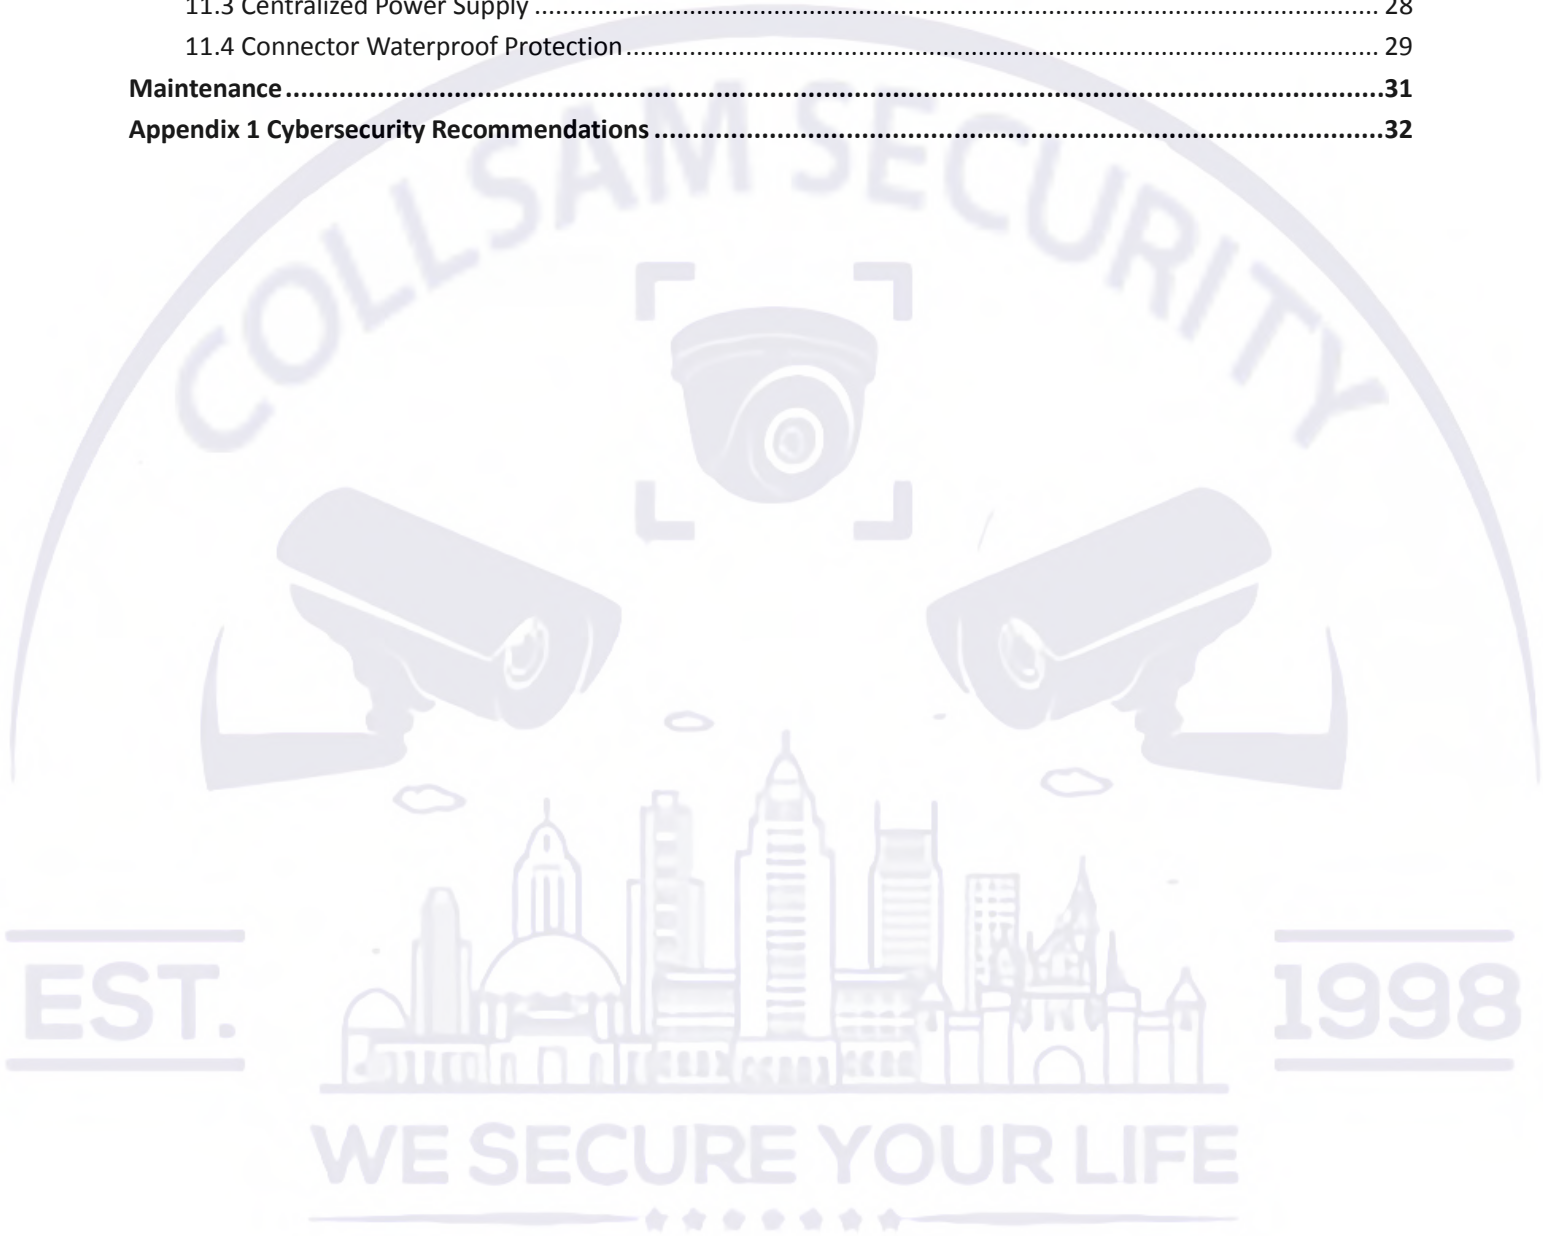 11.3 Centralized Power Supply ........................................................................................................................ 28
11.4 Connector Waterproof Protection ........................................................................................................... 29
Maintenance ...............................................................................................................................................31
Appendix 1 Cybersecurity Recommendations ...............................................................................................32
COLLSAM SECURITY
EST.
1998
WE SECURE YOUR LIFE